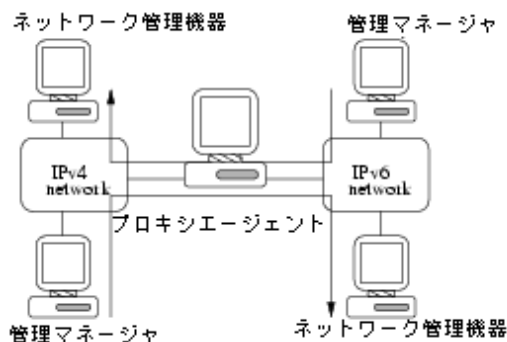 ネットワーク管理機器
管理マネージャ
IPv4
network
IPv6
network
プロキシエージェント
管理マネージャ
ネットワーク管理機器